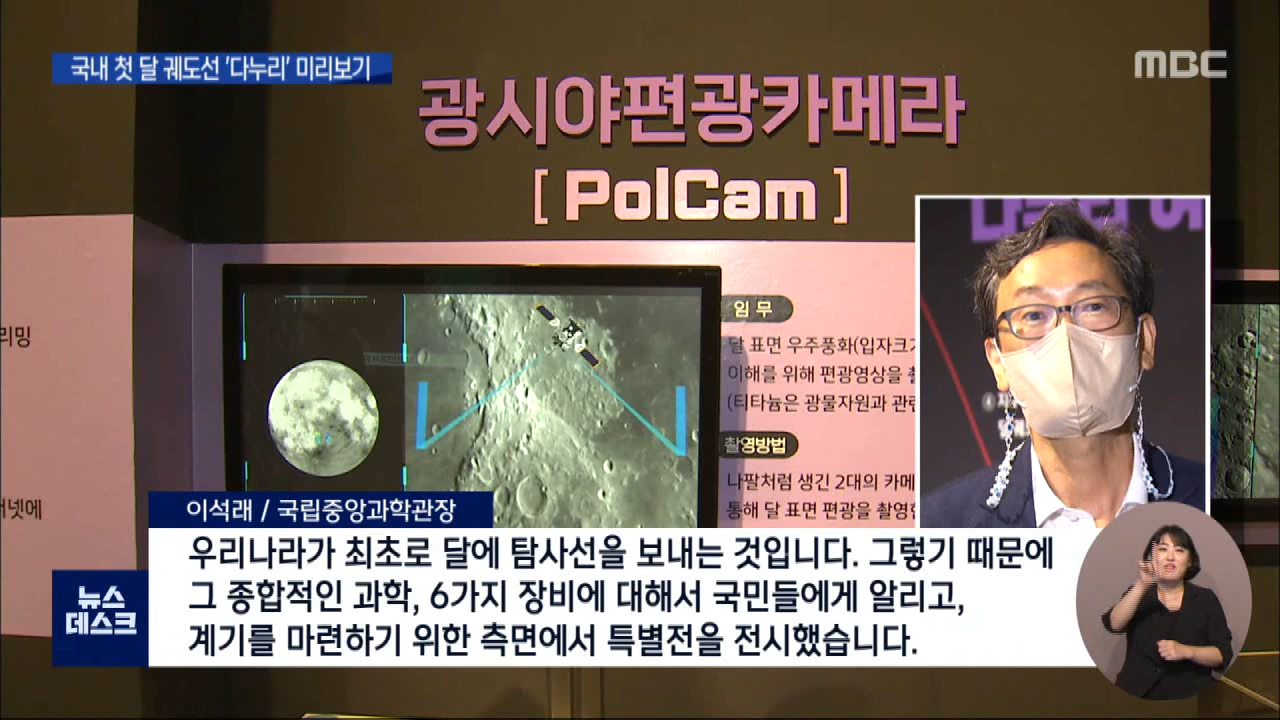 국내 첫 달 궤도선 '다누리' 미리보기
MBC
광시야편광카메라
[ PolCam ]
리밍
너넷에
임 무
달 표면 우주풍화(입자크기
이해를 위해 편광영상을 촬
(티타늄은 광물자원과 관련
촬영방법
나팔처럼 생긴 2대의 카메
통해 달 표면 편광을 촬영한
이석래 / 국립중앙과학관장
우리나라가 최초로 달에 탐사선을 보내는 것입니다. 그렇기 때문에
그 종합적인 과학, 6가지 장비에 대해서 국민들에게 알리고,
계기를 마련하기 위한 측면에서 특별전을 전시했습니다.
뉴스
데스크